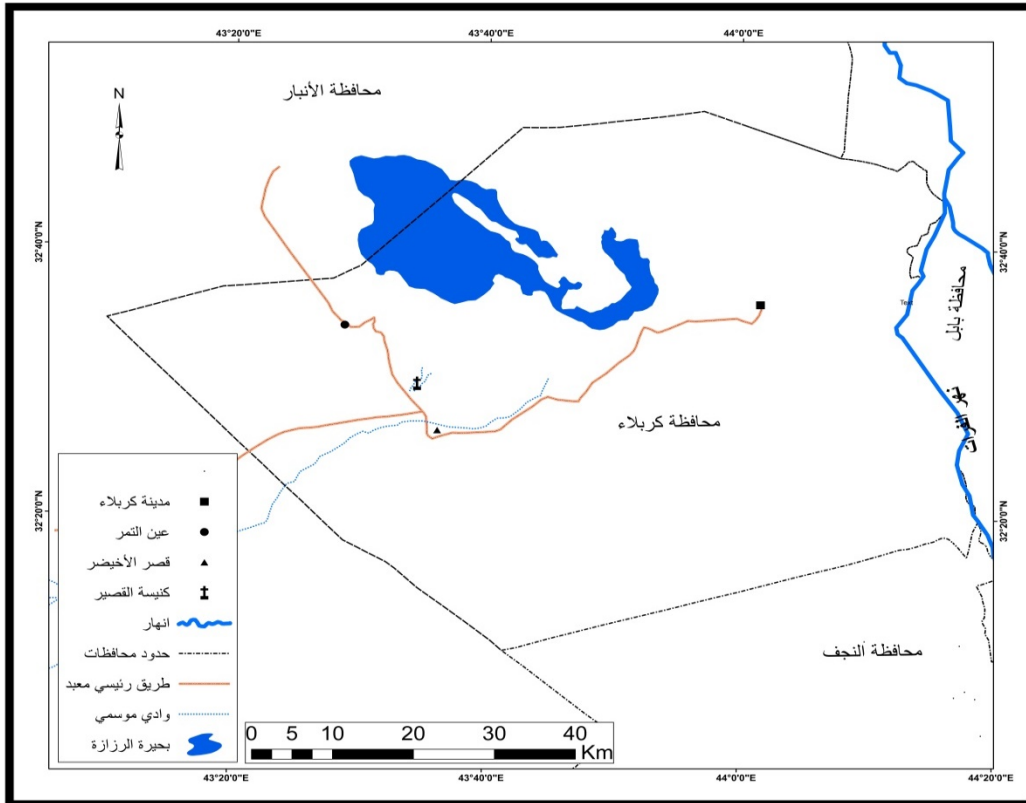 43°20'0"E
43°40'0"E
44°0'0"E
N
محافظة الأنبار
32°40'0"N
32°40'0"N
محافظة بابل
Text
نهر الفرات
محافظة كربلاء
32°20'0"N
32°20'0"N
محافظة ألنجف
مدينة كربلاء
عين التمر
قصر الأخيضر
كنيسة القصير
انهار
حدود محافظات
طريق رئيسي معبد
وادي موسمي
بحيرة الرزازة
0 5 10 20 30 40
Km
43°20'0"E
43°40'0"E
44°0'0"E
44°20'0"E